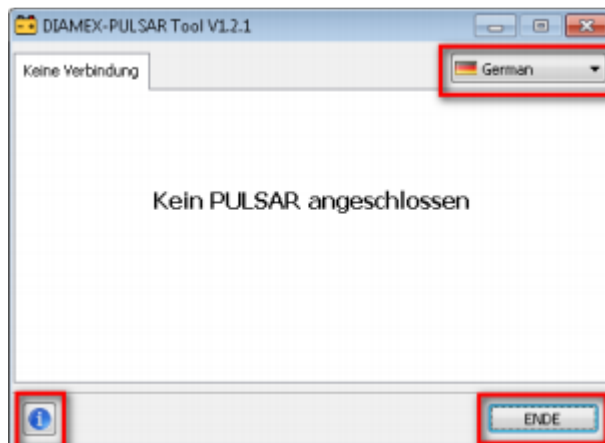 DIAMEX-PULSAR Tool V1.2.1
Keine Verbindung
German
Kein PULSAR angeschlossen
ENDE